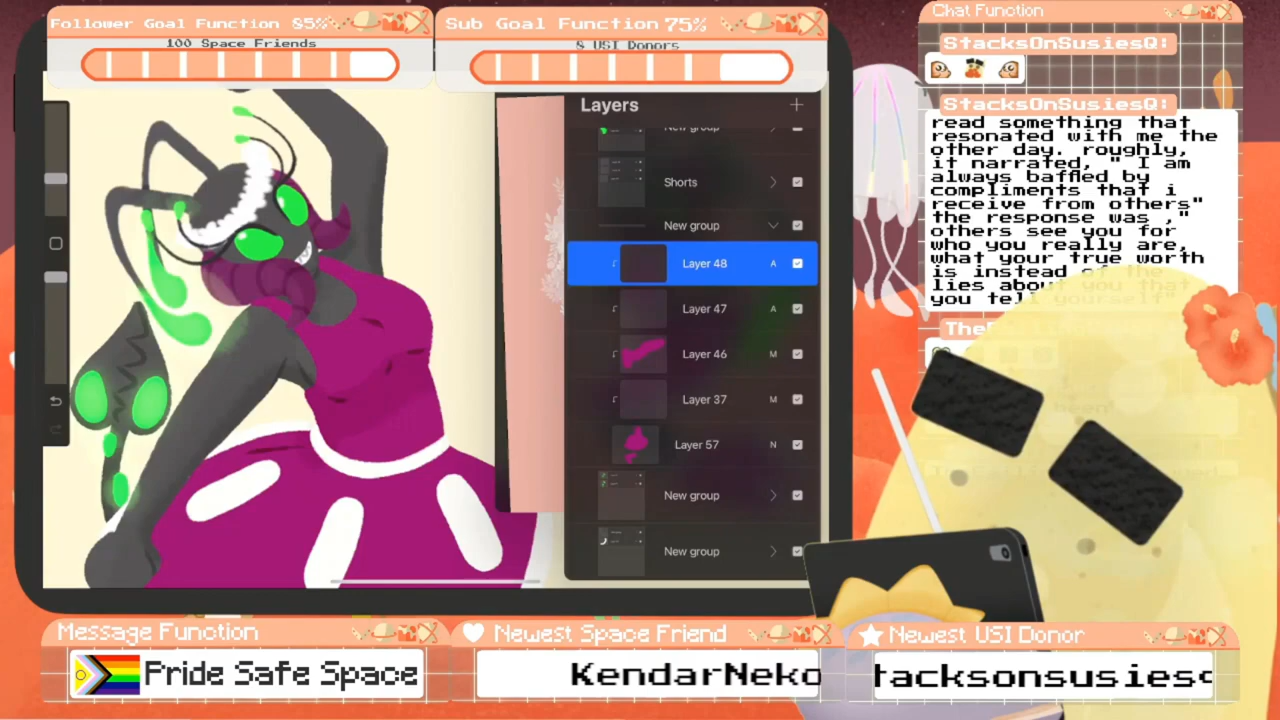 Follower Goal Function 85%
100 Space Friends
Sub Goal Function 75%
8 USI Donors
Chat Function
StacksOnSusiesQ:
StacksOnSusiesQ:
read something that
resonated with me the
other day. roughly,
it narrated, " I am
always baffled by
compliments that i
receive from others"
the response was ,"
others see you for
who you really are,
what your true worth
is instead of the
lies about you that
you tell yourself"
Layers
New group
Shorts
New group
Layer 48 A
Layer 47 A
Layer 46 M
Layer 37 M
Layer 57 N
New group
New group
Message Function
Pride Safe Space
Newest Space Friend
KendarNeko
Newest USI Donor
tacksonsusies